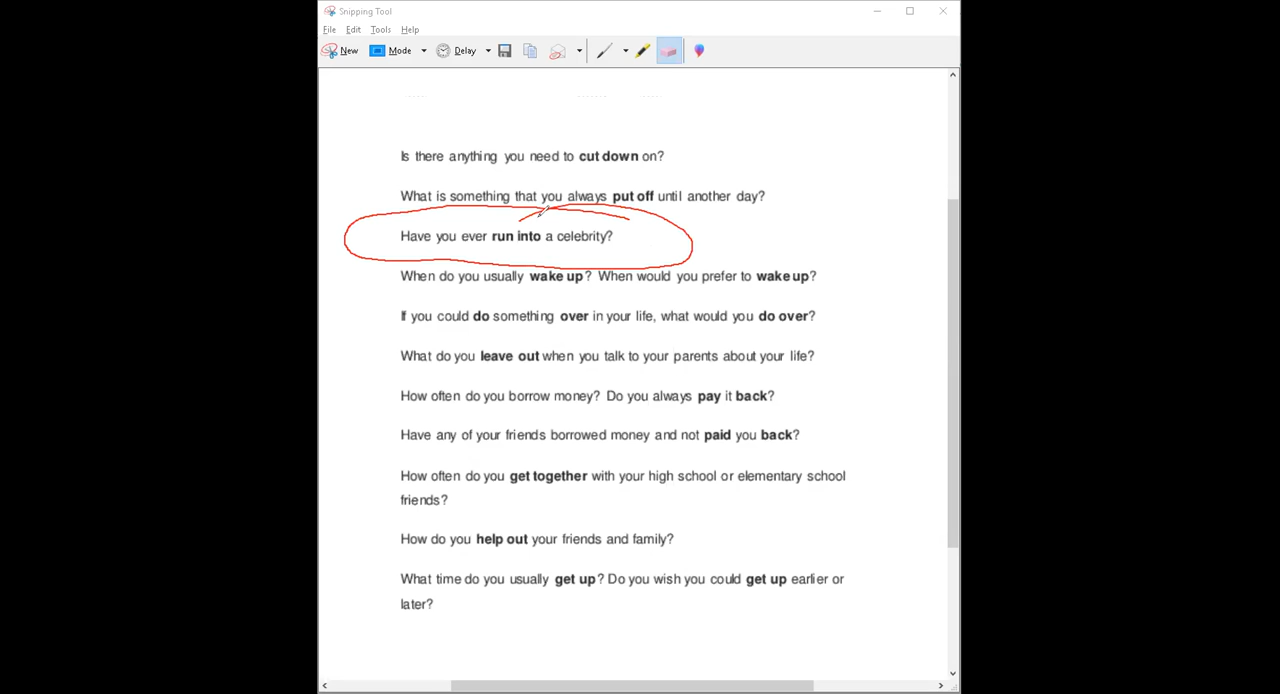 Snipping Tool
File Edit Tools Help
New Mode Delay
Is there anything you need to cut down on?
What is something that you always put off until another day?
Have you ever run into a celebrity?
When do you usually wake up? When would you prefer to wake up?
If you could do something over in your life, what would you do over?
What do you leave out when you talk to your parents about your life?
How often do you borrow money? Do you always pay it back?
Have any of your friends borrowed money and not paid you back?
How often do you get together with your high school or elementary school
friends?
How do you help out your friends and family?
What time do you usually get up? Do you wish you could get up earlier or
later?